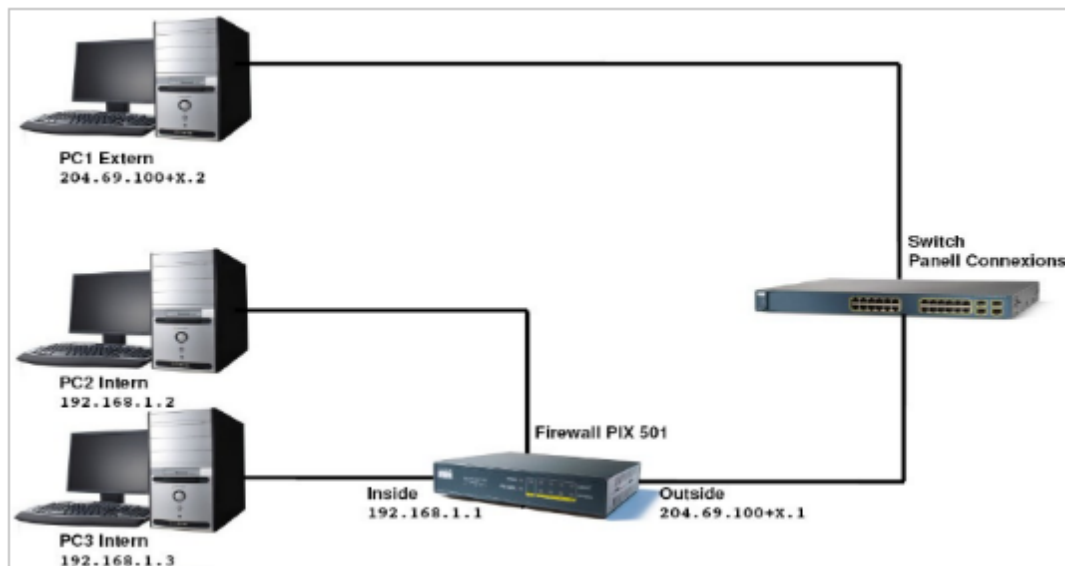 PC1 Extern
204.69.100+X.2
Switch
Panell Connexions
PC2 Intern
192.168.1.2
Firewall PIX 501
Inside
192.168.1.1
Outside
204.69.100+X.1
PC3 Intern
192.168.1.3